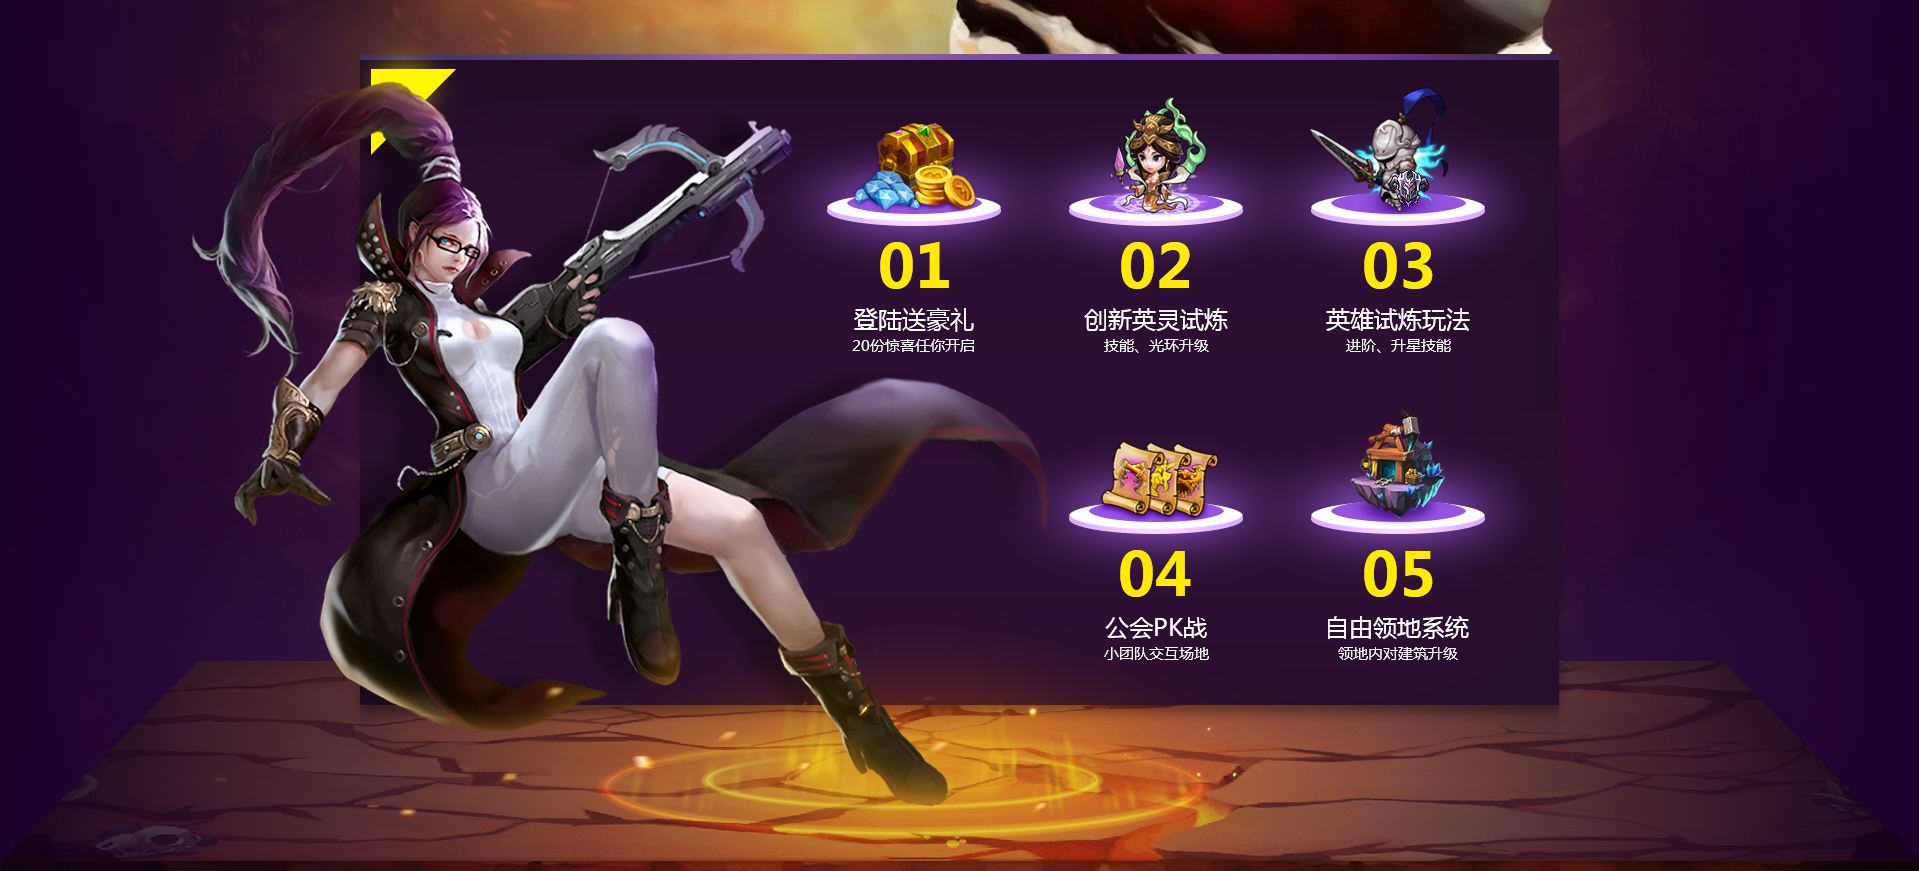 01
登陆送豪礼
20份惊喜任你开启
02
创新英灵试炼
技能、光环升级
03
英雄试炼玩法
进阶、升星技能
04
公会PK战
小团队交互场地
05
自由领地系统
领地内对建筑升级